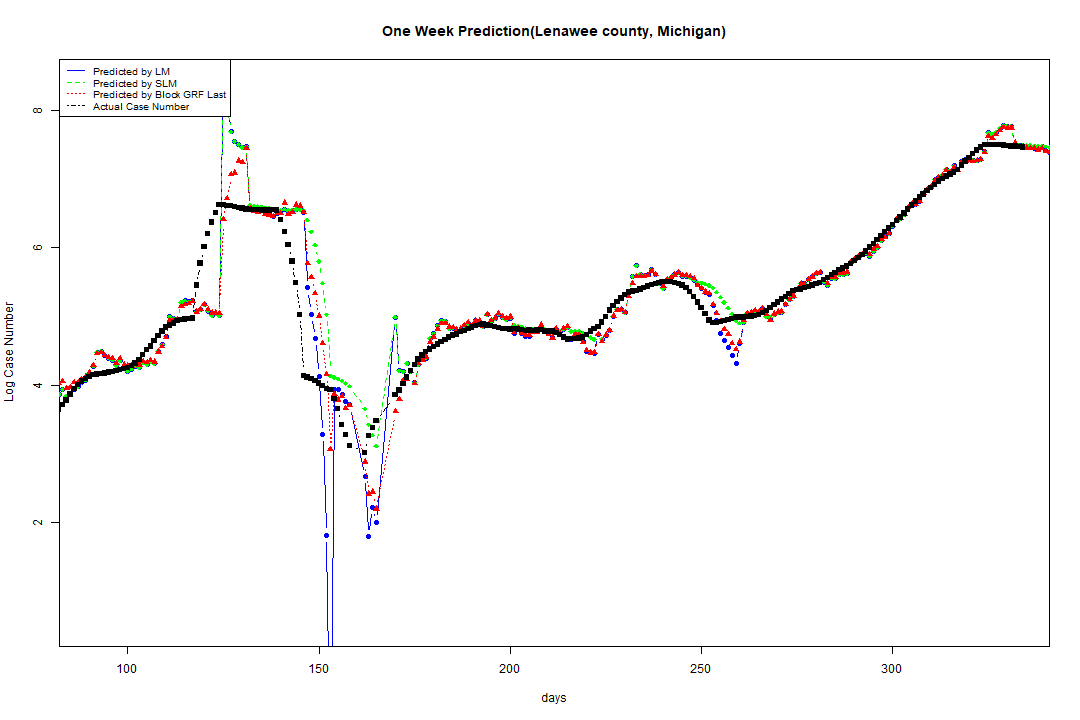 One Week Prediction(Lenawee county, Michigan)
Predicted by LM
Predicted by SLM
Predicted by Block GRF Last
Actual Case Number
8
6
4
2
Log Case Number
100 150 200 250 300
days